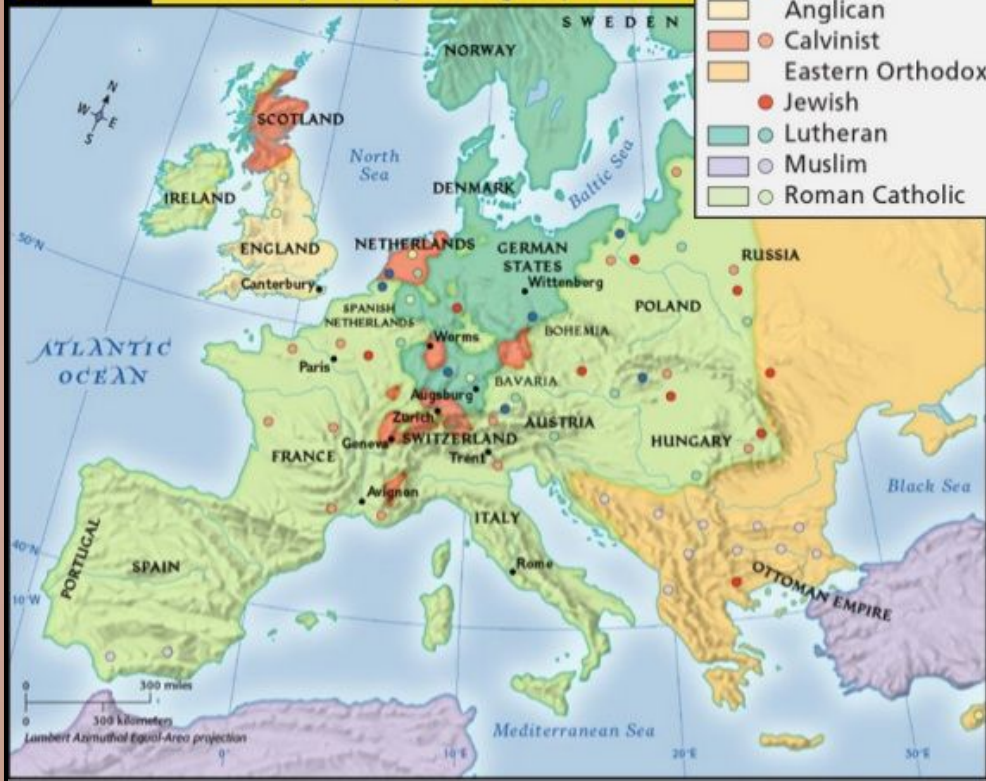 Anglican
Calvinist
Eastern Orthodox
Jewish
Lutheran
Muslim
Roman Catholic
SWEDEN
NORWAY
N
W
E
S
SCOTLAND
North
Sea
Baltic Sea
IRELAND
DENMARK
50°N
ENGLAND
NETHERLANDS
GERMAN
STATES
RUSSIA
Canterbury
Wittenberg
SPANISH
NETHERLANDS
POLAND
BOHEMIA
Worms
ATLANTIC
OCEAN
Paris
BAVARIA
Augsburg
Zurich
AUSTRIA
Geneva
SWITZERLAND
HUNGARY
FRANCE
Trent
Avignon
Black Sea
ITALY
40°N
PORTUGAL
SPAIN
Rome
OTTOMAN EMPIRE
10°W
0
300 miles
0
300 kilometers
Lambert Azimuthal Equal-Area projection
Mediterranean Sea
0°
10°E
20°E
30°E